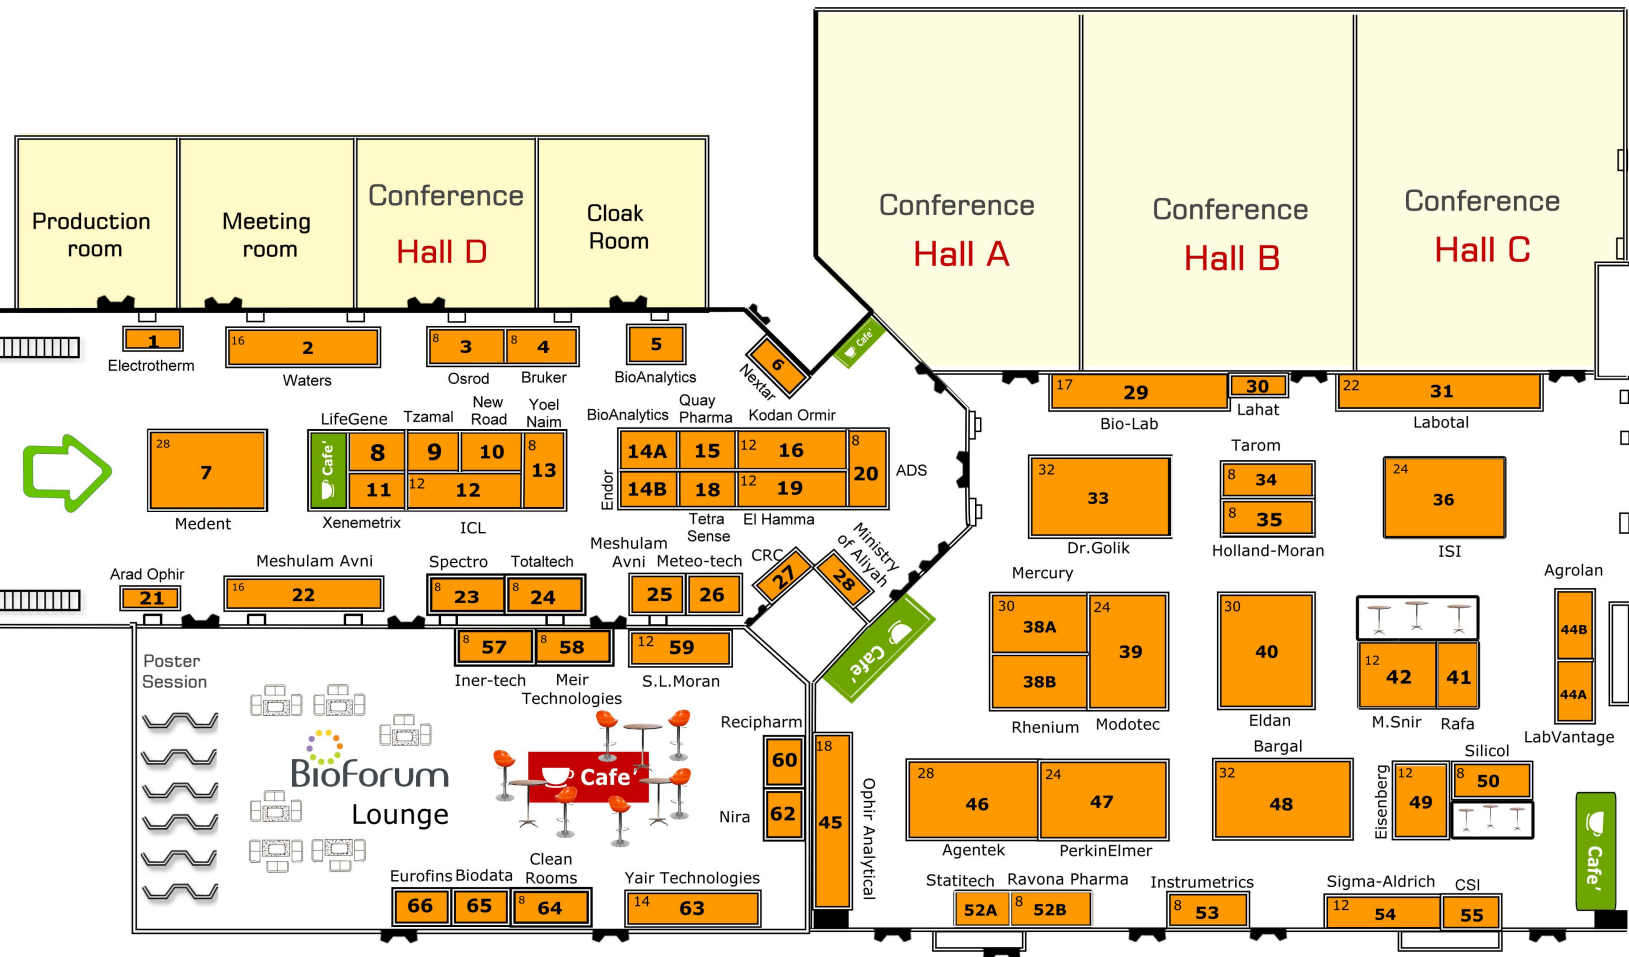 Production
room
Meeting
room
Conference
Hall D
Cloak
Room
Conference
Hall A
Conference
Hall B
Conference
Hall C
1
Electrotherm
16
2
Waters
8
3
Osrod
8
4
Bruker
5
BioAnalytics
6
Nextar
Cafe'
17
29
Bio-Lab
30
Lahat
22
31
Labotal
28
7
Medent
Cafe'
LifeGene
8
Tzamal
9
New
Road
10
Yoel
Naim
8
13
11
Xenemetrix
12
12
ICL
BioAnalytics
14A
Quay
Pharma
15
Kodan Ormir
12
16
8
20
ADS
Endor
14B
18
Tetra
Sense
12
19
El Hamma
32
33
Dr.Golik
Tarom
8
34
8
35
Holland-Moran
24
36
ISI
Arad Ophir
21
Meshulam Avni
16
22
Spectro
8
23
Totaltech
8
24
Meshulam
Avni
25
Meteo-tech
26
CRC
27
Ministry
of Aliyah
28
Cafe'
Mercury
30
38A
38B
Rhenium
24
39
Modotec
30
40
Eldan
12
42
M.Snir
41
Rafa
Agrolan
44B
44A
LabVantage
Poster
Session
8
57
Iner-tech
8
58
Meir
Technologies
12
59
S.L.Moran
BioForum
Lounge
Cafe'
Recipharm
60
Nira
62
18
45
Ophir Analytical
28
46
Agentek
24
47
PerkinElmer
Bargal
32
48
Eisenberg
12
49
Silicol
8
50
Cafe'
Eurofins
66
Biodata
65
Clean
Rooms
8
64
Yair Technologies
14
63
Statitech
52A
Ravona Pharma
8
52B
Instrumetrics
8
53
Sigma-Aldrich
12
54
CSI
55